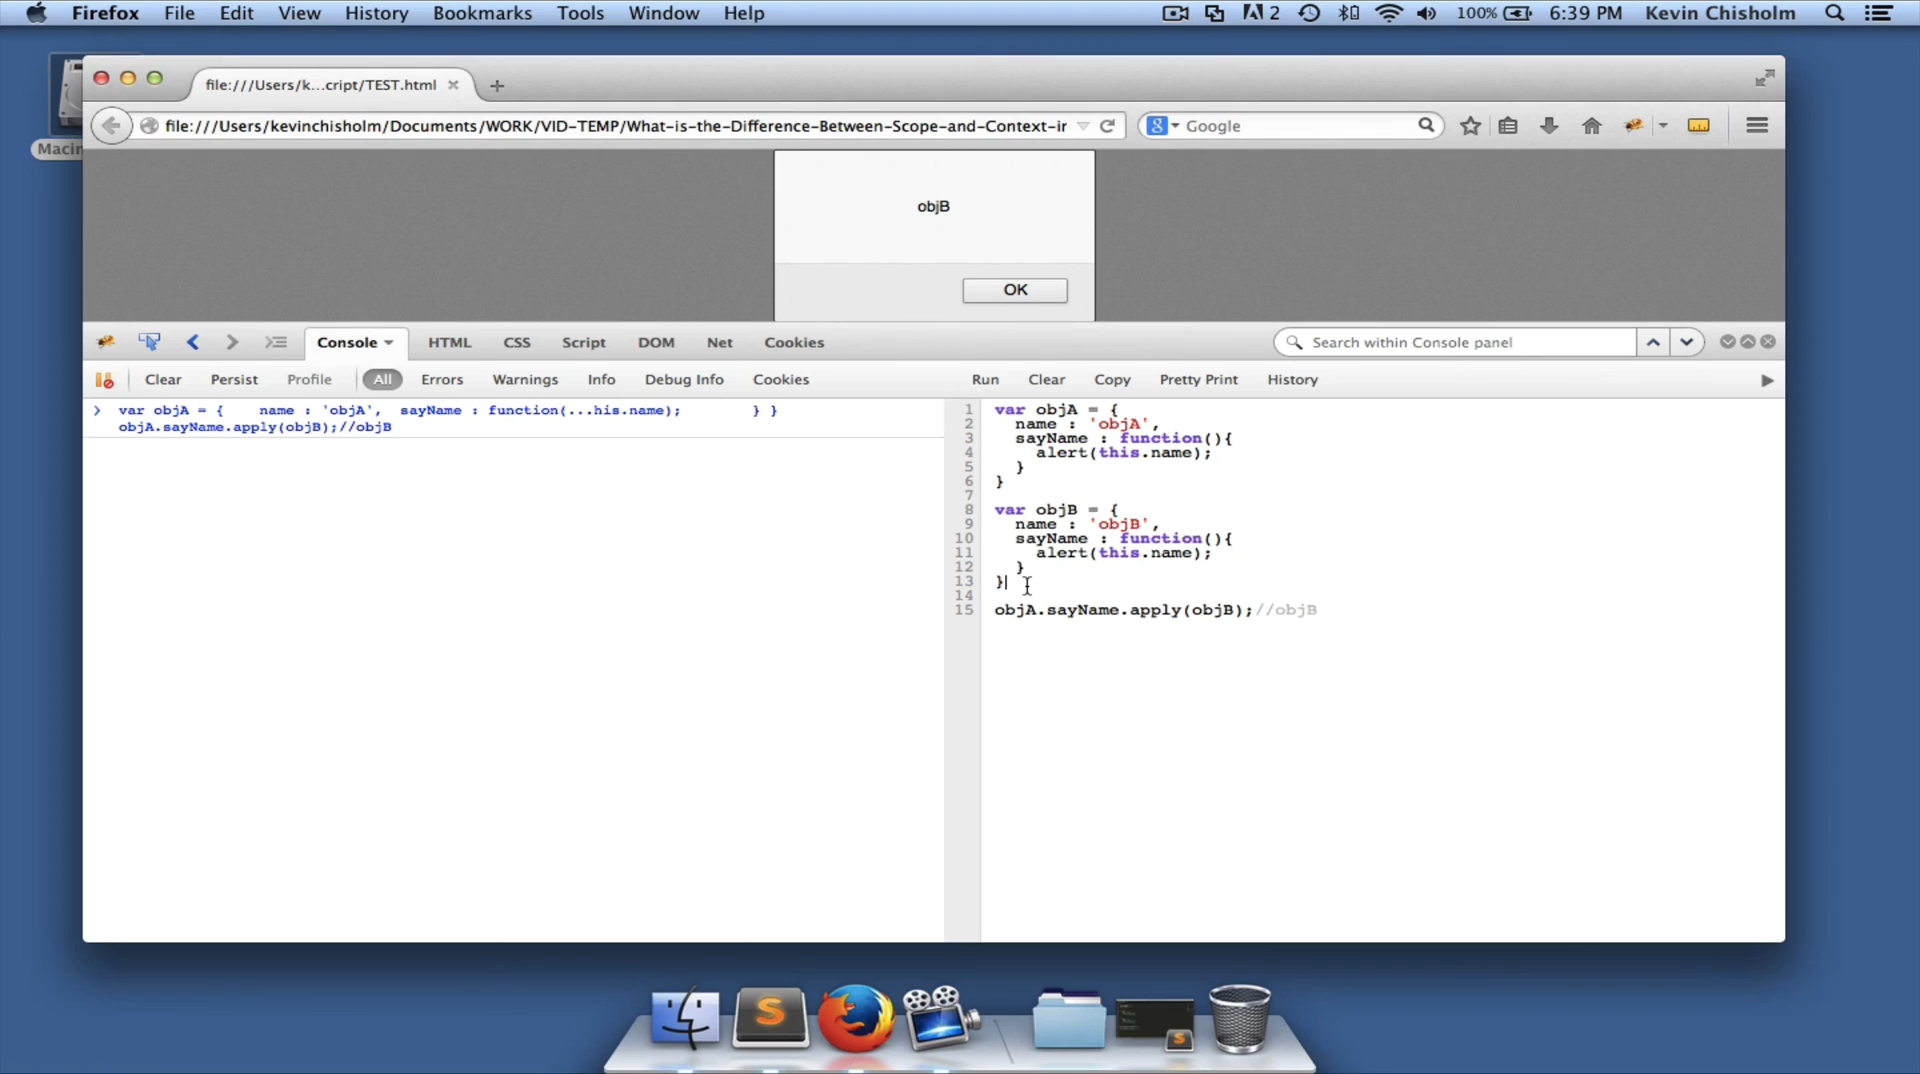 Firefox File Edit View History Bookmarks Tools Window Help 2 100% 6:39 PM Kevin Chisholm
file:///Users/k...cript/TEST.html
file:///Users/kevinchisholm/Documents/WORK/VID-TEMP/What-is-the-Difference-Between-Scope-and-Context-ir Google
Macin
objB
OK
Console HTML CSS Script DOM Net Cookies Search within Console panel
Clear Persist Profile All Errors Warnings Info Debug Info Cookies Run Clear Copy Pretty Print History
> var objA = { name : 'objA', sayName : function(...his.name); } }
objA.sayName.apply(objB);//objB
1 var objA = {
2 name : 'objA',
3 sayName : function(){
4 alert(this.name);
5 }
6 }
7
8 var objB = {
9 name : 'objB',
10 sayName : function(){
11 alert(this.name);
12 }
13 }
14
15 objA.sayName.apply(objB);//objB